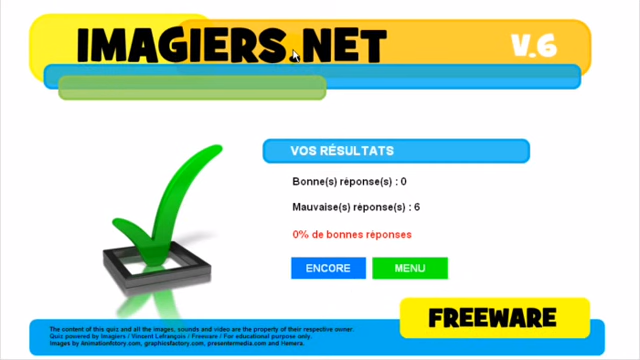 IMAGIERS.NET
V.6
VOS RÉSULTATS
Bonne(s) réponse(s) : 0
Mauvaise(s) réponse(s) : 6
0% de bonnes réponses
ENCORE
MENU
FREEWARE
The content of this quiz and all the images, sounds and video are the property of their respective owner.
Quiz powered by Imagiers / Vincent Lefrançois / Freeware / For educational purpose only.
Images by Animationfotory.com, graphicsfactory.com, presentermedia.com and Hemera.